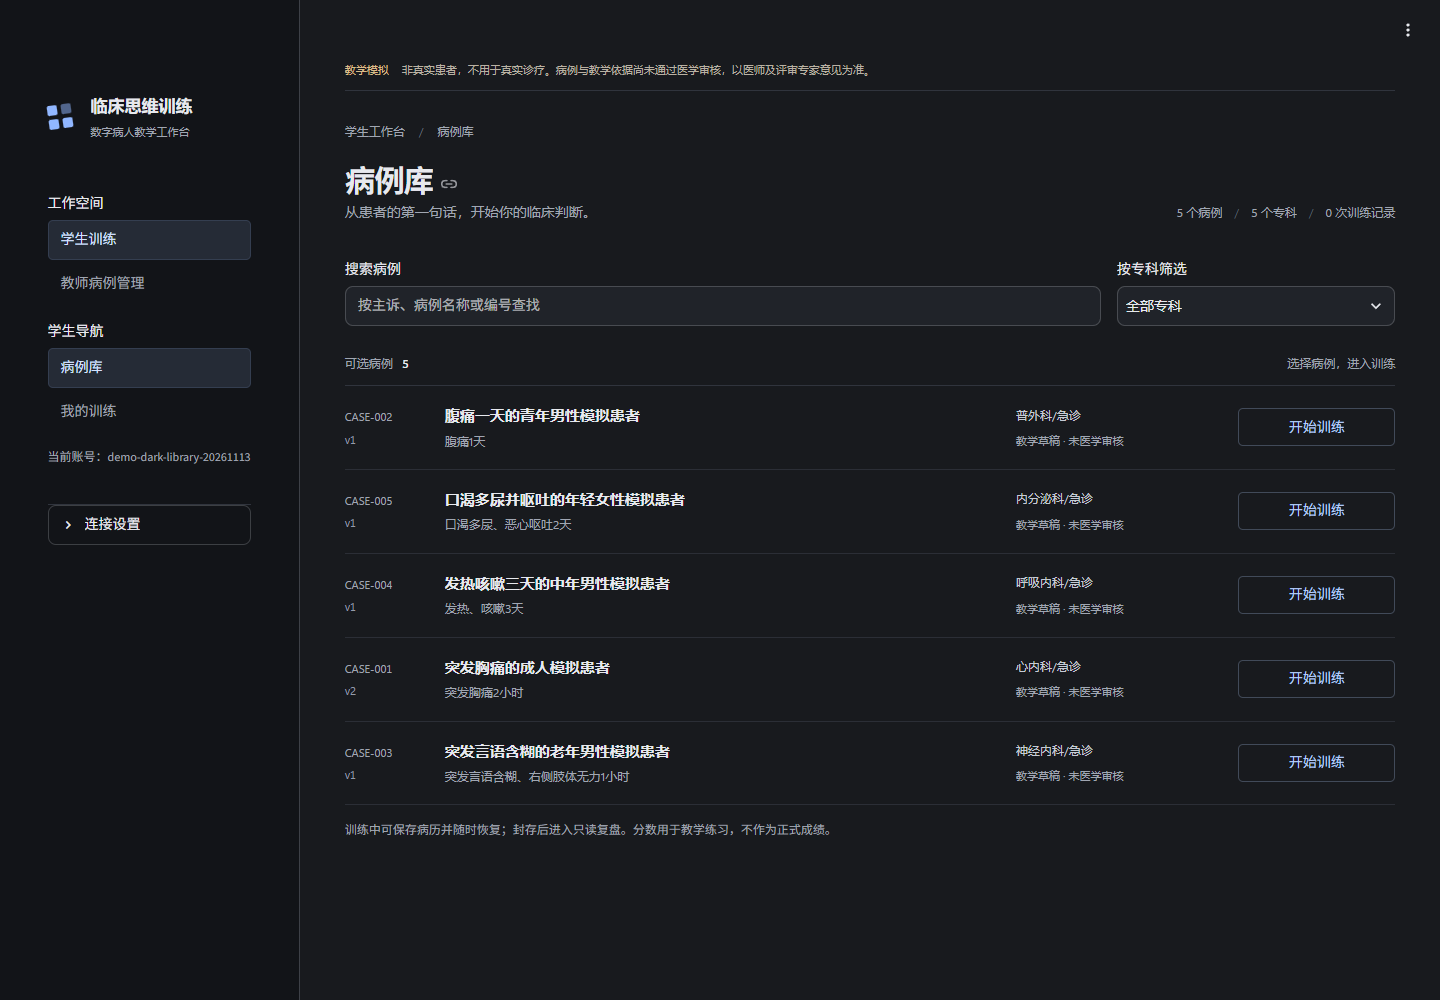 临床思维训练
数字病人教学工作台
工作空间
学生训练
教师病例管理
学生导航
病例库
我的训练
当前账号：demo-dark-library-20261113
连接设置
教学模拟 非真实患者，不用于真实诊疗。病例与教学依据尚未通过医学审核，以医师及评审专家意见为准。
学生工作台 / 病例库
病例库
从患者的第一句话，开始你的临床判断。
5 个病例 / 5 个专科 / 0 次训练记录
搜索病例
按主诉、病例名称或编号查找
按专科筛选
全部专科
可选病例 5
选择病例，进入训练
CASE-002
v1
腹痛一天的青年男性模拟患者
腹痛1天
普外科/急诊
教学草稿 · 未医学审核
开始训练
CASE-005
v1
口渴多尿并呕吐的年轻女性模拟患者
口渴多尿、恶心呕吐2天
内分泌科/急诊
教学草稿 · 未医学审核
开始训练
CASE-004
v1
发热咳嗽三天的中年男性模拟患者
发热、咳嗽3天
呼吸内科/急诊
教学草稿 · 未医学审核
开始训练
CASE-001
v2
突发胸痛的成人模拟患者
突发胸痛2小时
心内科/急诊
教学草稿 · 未医学审核
开始训练
CASE-003
v1
突发言语含糊的老年男性模拟患者
突发言语含糊、右侧肢体无力1小时
神经内科/急诊
教学草稿 · 未医学审核
开始训练
训练中可保存病历并随时恢复；封存后进入只读复盘。分数用于教学练习，不作为正式成绩。